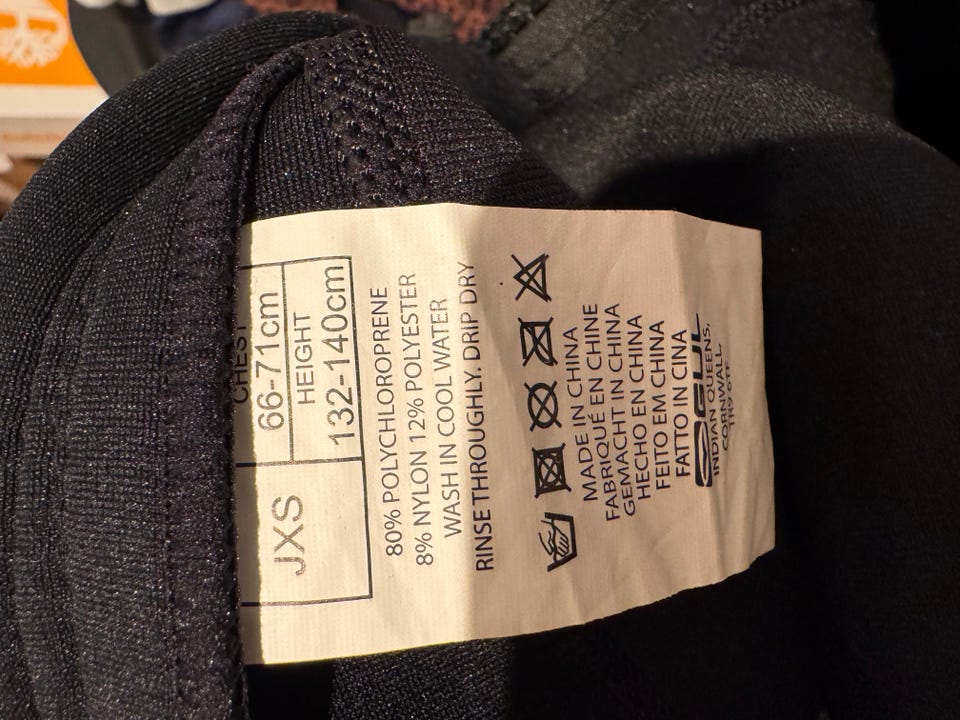 JXS
CHEST
66-71cm
HEIGHT
132-140cm
80% POLYCHLOROPRENE
8% NYLON 12% POLYESTER
WASH IN COOL WATER
RINSE THROUGHLY. DRIP DRY
MADE IN CHINA
FABRIQUÉ EN CHINE
GEMACHT IN CHINA
HECHO EN CHINA
FEITO EM CHINA
FATTO IN CINA
GUL
INDIAN QUEENS,
CORNWALL,
TR9 6TF